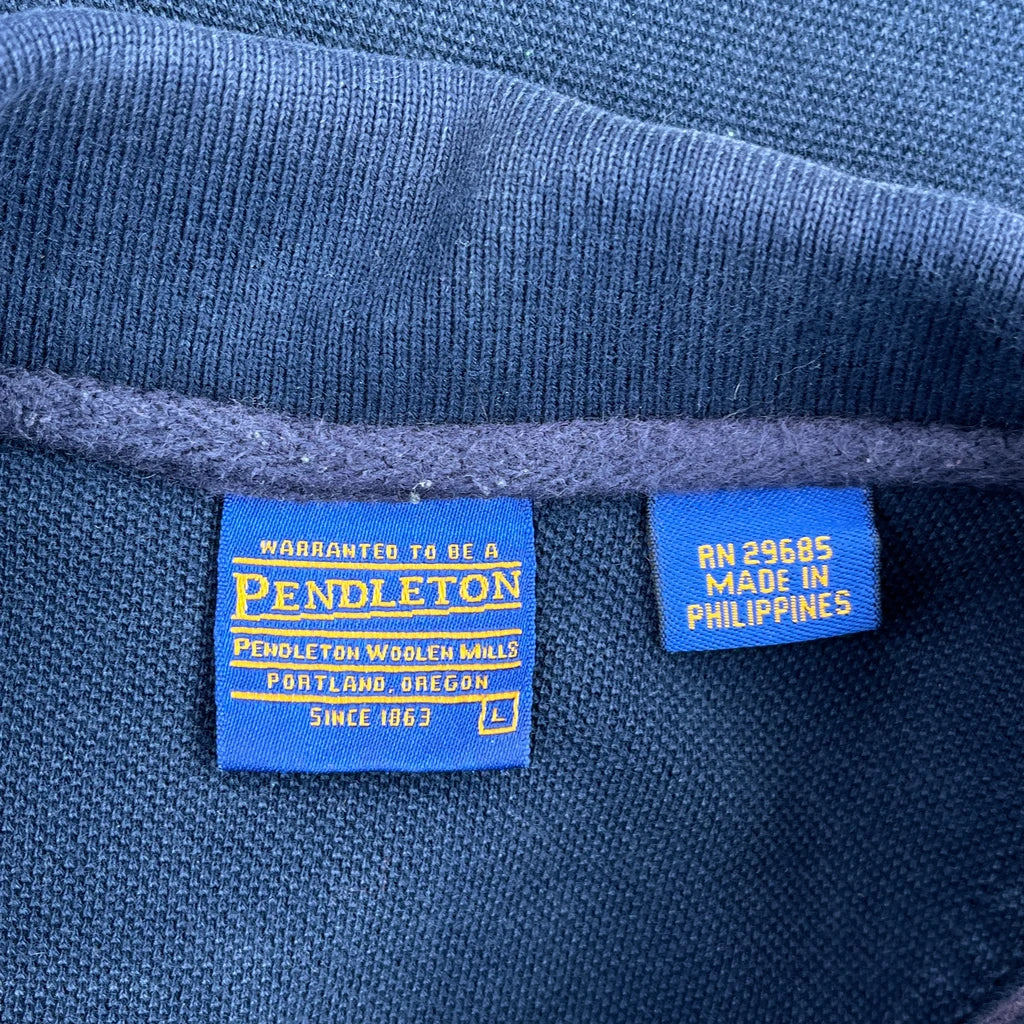 WARRANTED TO BE A
PENDLETON
PENDLETON WOOLEN MILLS
PORTLAND, OREGON
SINCE 1863
L
RN 29685
MADE IN
PHILIPPINES